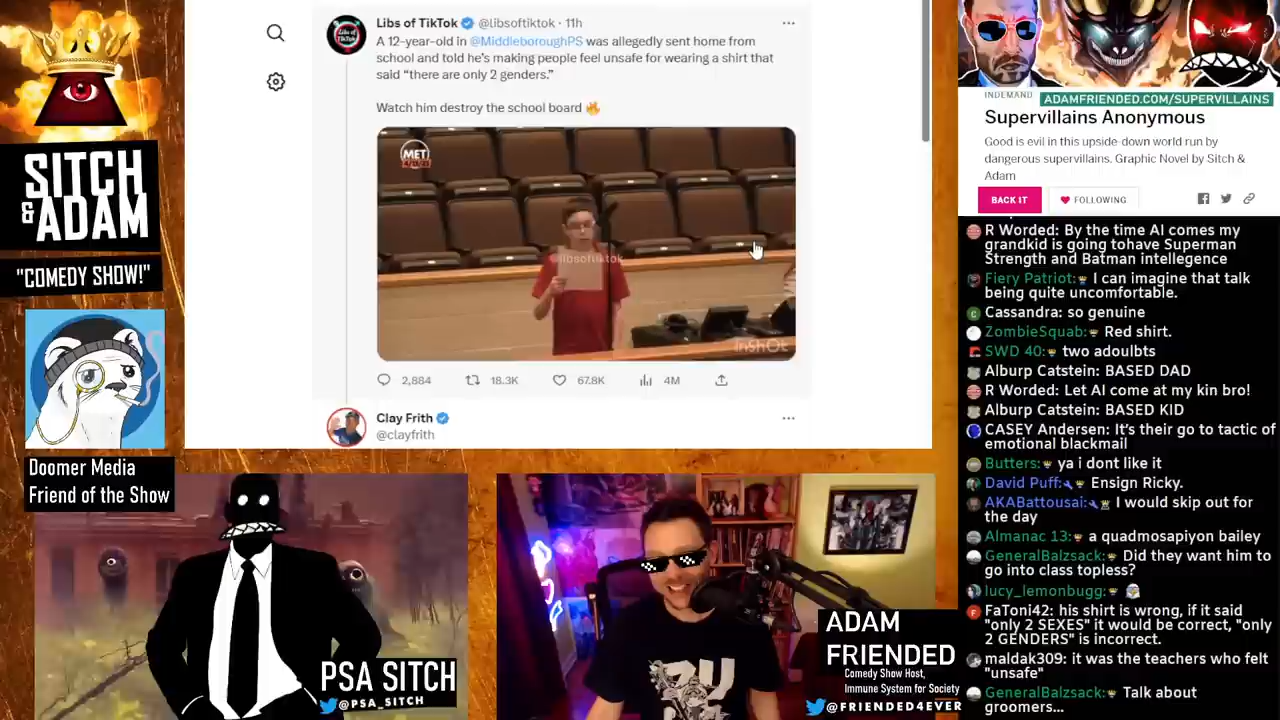 SITCH
& ADAM
"COMEDY SHOW!"
Doomer Media
Friend of the Show
Libs of TikTok @libsoftiktok · 11h
A 12-year-old in @MiddleboroughPS was allegedly sent home from
school and told he's making people feel unsafe for wearing a shirt that
said "there are only 2 genders."
Watch him destroy the school board 🔥
MET
@libsoftiktok
InShOt
2,884 18.3K 67.8K 4M
Clay Frith
@clayfrith
PSA SITCH
@PSA_SITCH
ADAM
FRIENDED
Comedy Show Host,
Immune System for Society
@FRIENDED4EVER
INDEMAND
ADAMFRIENDED.COM/SUPERVILLAINS
Supervillains Anonymous
Good is evil in this upside-down world run by
dangerous supervillains. Graphic Novel by Sitch &
Adam
BACK IT
FOLLOWING
R Worded: By the time AI comes my
grandkid is going tohave Superman
Strength and Batman intellegence
Fiery Patriot: I can imagine that talk
being quite uncomfortable.
Cassandra: so genuine
ZombieSquab: Red shirt.
SWD 40: two adoulbts
Alburp Catstein: BASED DAD
R Worded: Let AI come at my kin bro!
Alburp Catstein: BASED KID
CASEY Andersen: It's their go to tactic of
emotional blackmail
Butters: ya i dont like it
David Puff: Ensign Ricky.
AKABattousai: I would skip out for
the day
Almanac 13: a quadmosapiyon bailey
GeneralBalzsack: Did they want him to
go into class topless?
lucy_lemonbugg:
FaToni42: his shirt is wrong, if it said
"only 2 SEXES" it would be correct, "only
2 GENDERS" is incorrect.
maldak309: it was the teachers who felt
"unsafe"
GeneralBalzsack: Talk about
groomers...